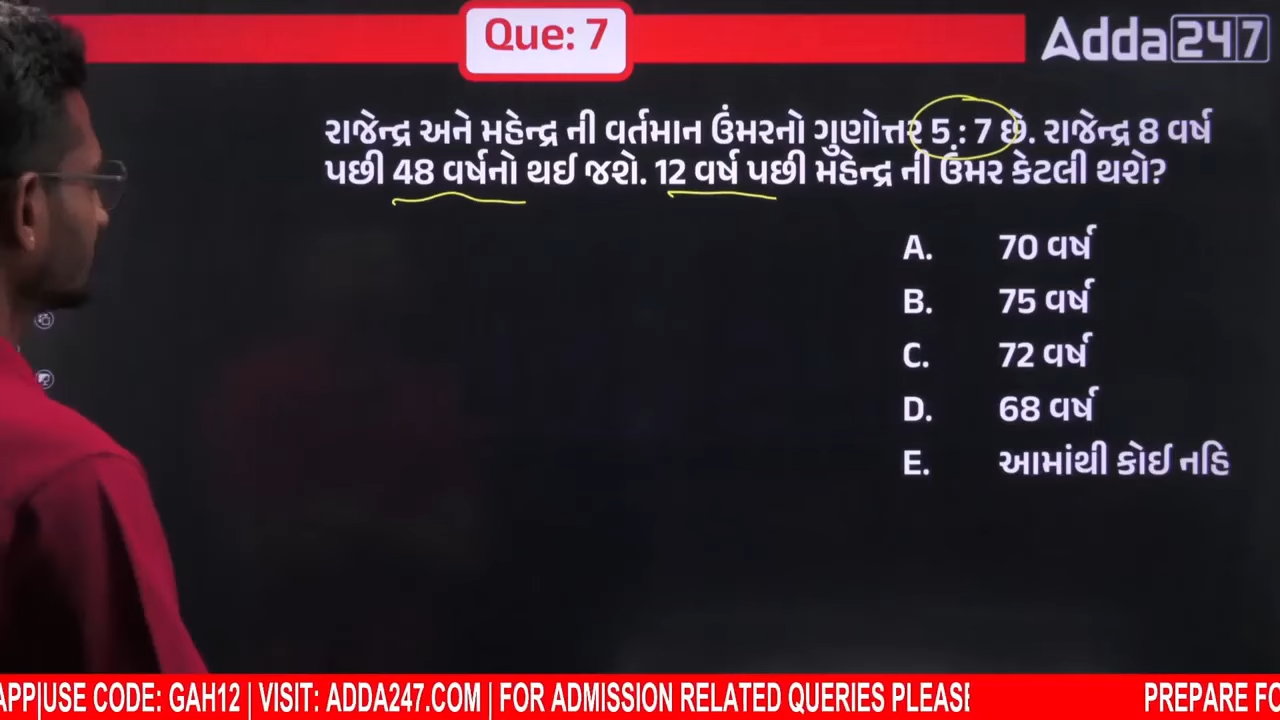 Que: 7
Adda247
રાજેન્દ્ર અને મહેન્દ્ર ની વર્તમાન ઉંમરનો ગુણોત્તર 5 : 7 છે. રાજેન્દ્ર 8 વર્ષ
પછી 48 વર્ષનો થઈ જશે. 12 વર્ષ પછી મહેન્દ્ર ની ઉંમર કેટલી થશે?
A. 70 વર્ષ
B. 75 વર્ષ
C. 72 વર્ષ
D. 68 વર્ષ
E. આમાંથી કોઈ નહિ
APP|USE CODE: GAH12 | VISIT: ADDA247.COM | FOR ADMISSION RELATED QUERIES PLEASE PREPARE FO